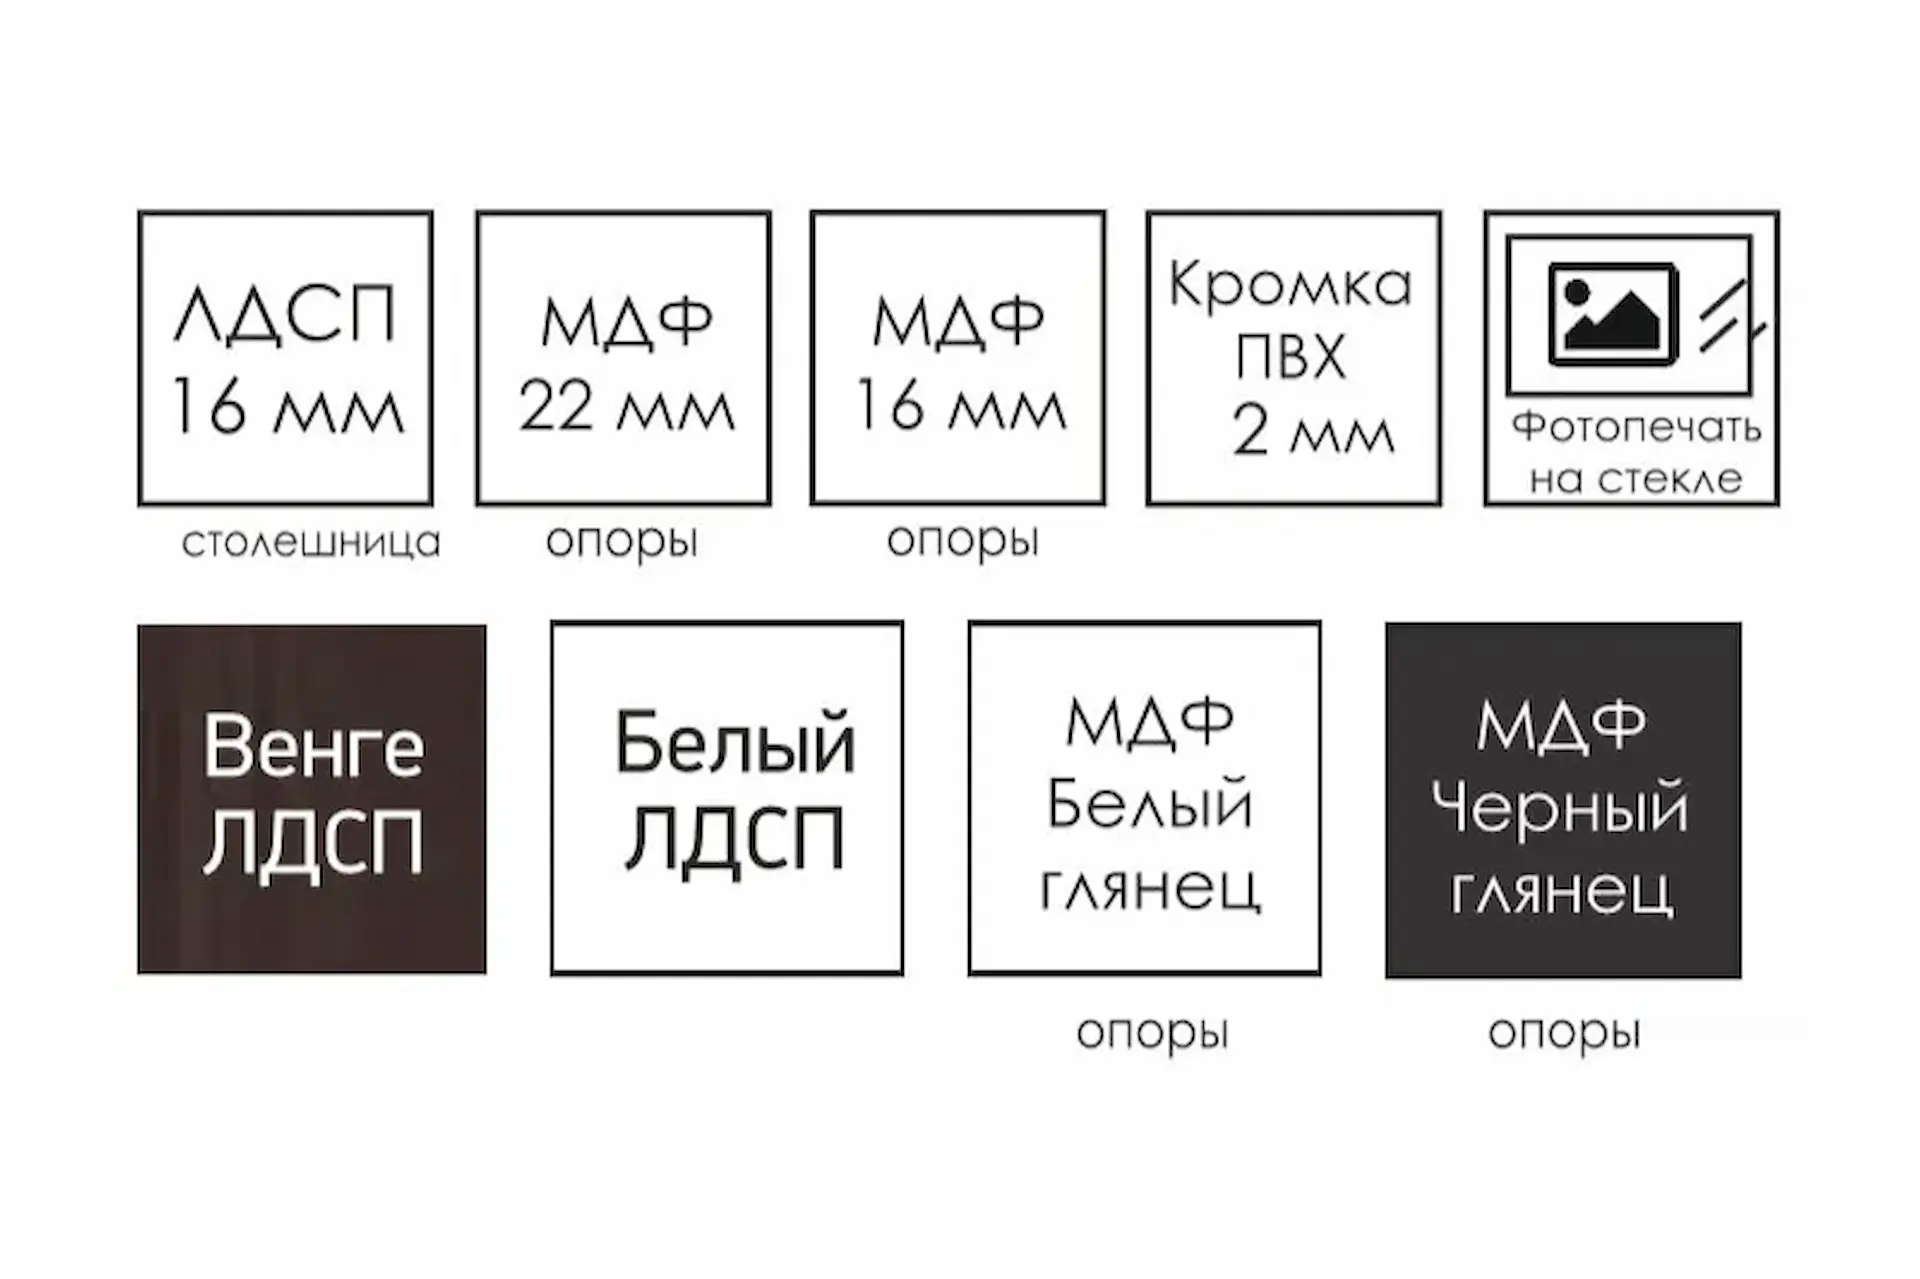 ЛДСП
16 мм
столешница
МДФ
22 мм
опоры
МДФ
16 мм
опоры
Кромка
ПВХ
2 мм
Фотопечать
на стекле
Венге
ЛДСП
Белый
ЛДСП
МДФ
Белый
глянец
опоры
МДФ
Черный
глянец
опоры